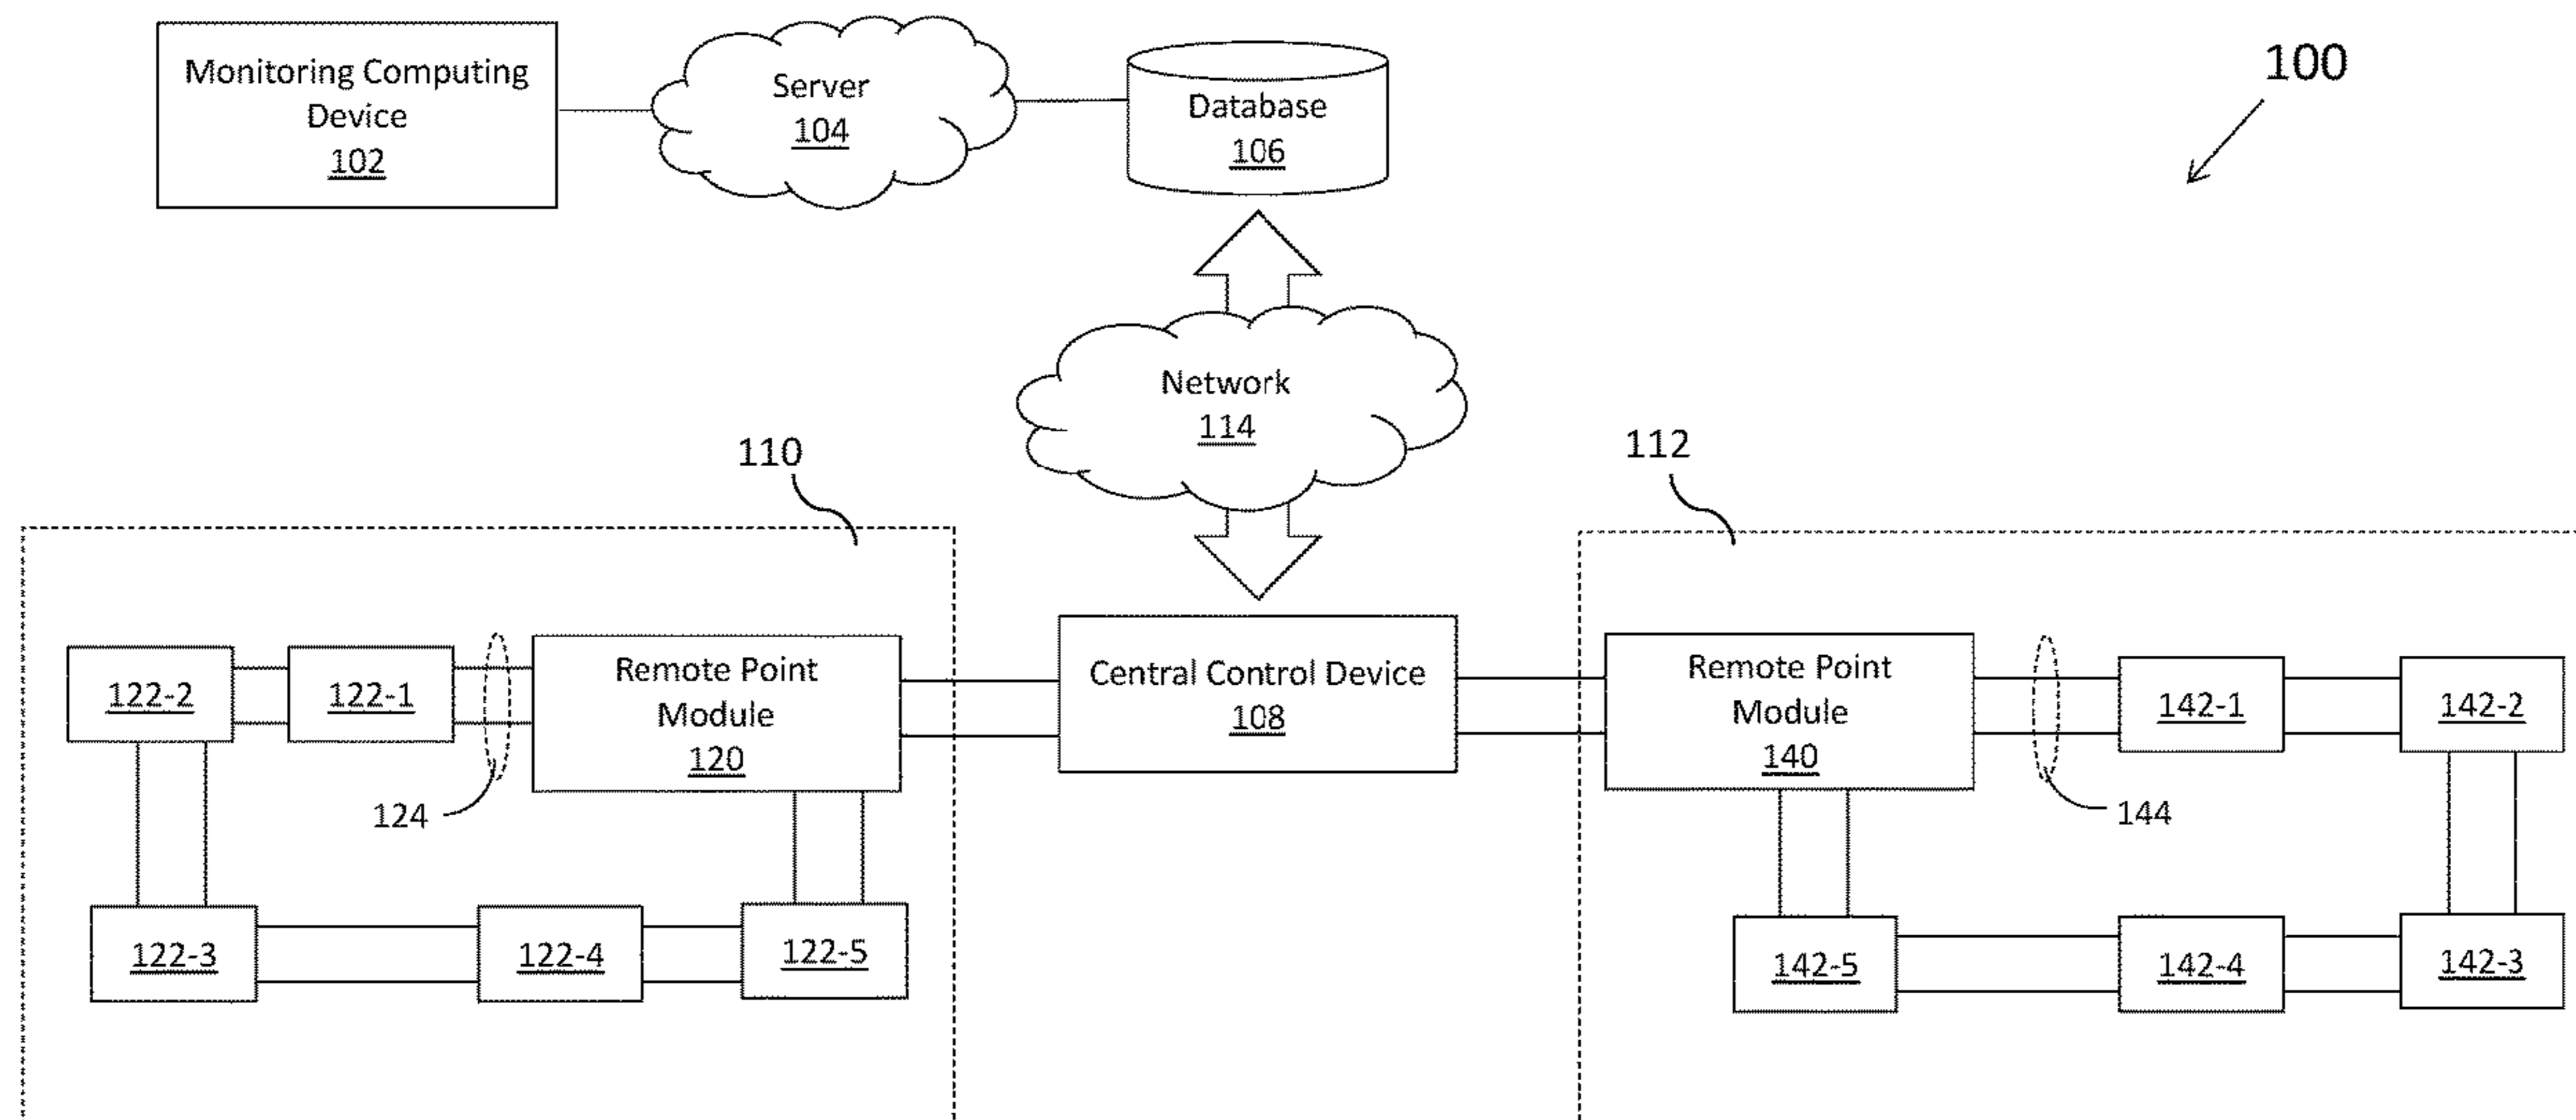 Monitoring Computing
Device
102
Server
104
Database
106
100
Network
114
110
112
122-2
122-1
Remote Point
Module
120
124
Central Control Device
108
Remote Point
Module
140
142-1
142-2
144
122-3
122-4
122-5
142-5
142-4
142-3